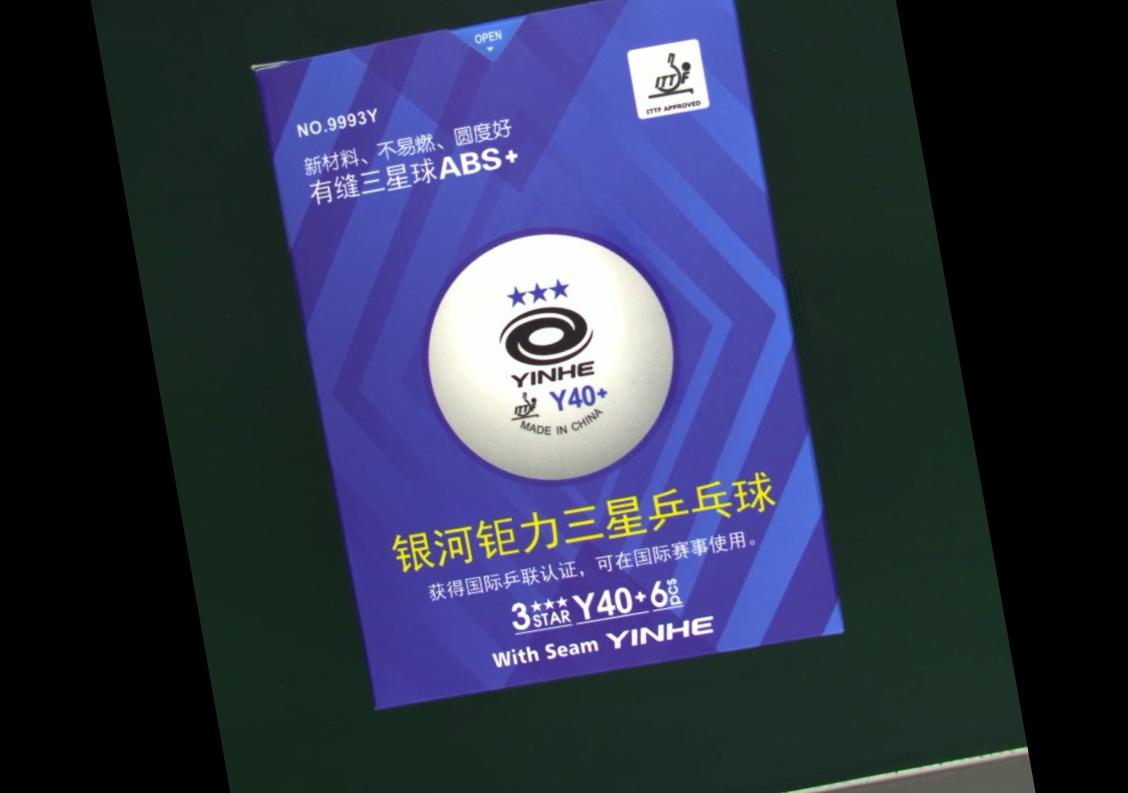 OPEN
ITTF
ITTF APPROVED
NO.9993Y
新材料、不易燃、圆度好
有缝三星球ABS+
YINHE
ITTF Y40+
MADE IN CHINA
银河钜力三星乒乓球
获得国际乒联认证，可在国际赛事使用。
3 STAR Y40+ 6 pcs
With Seam YINHE